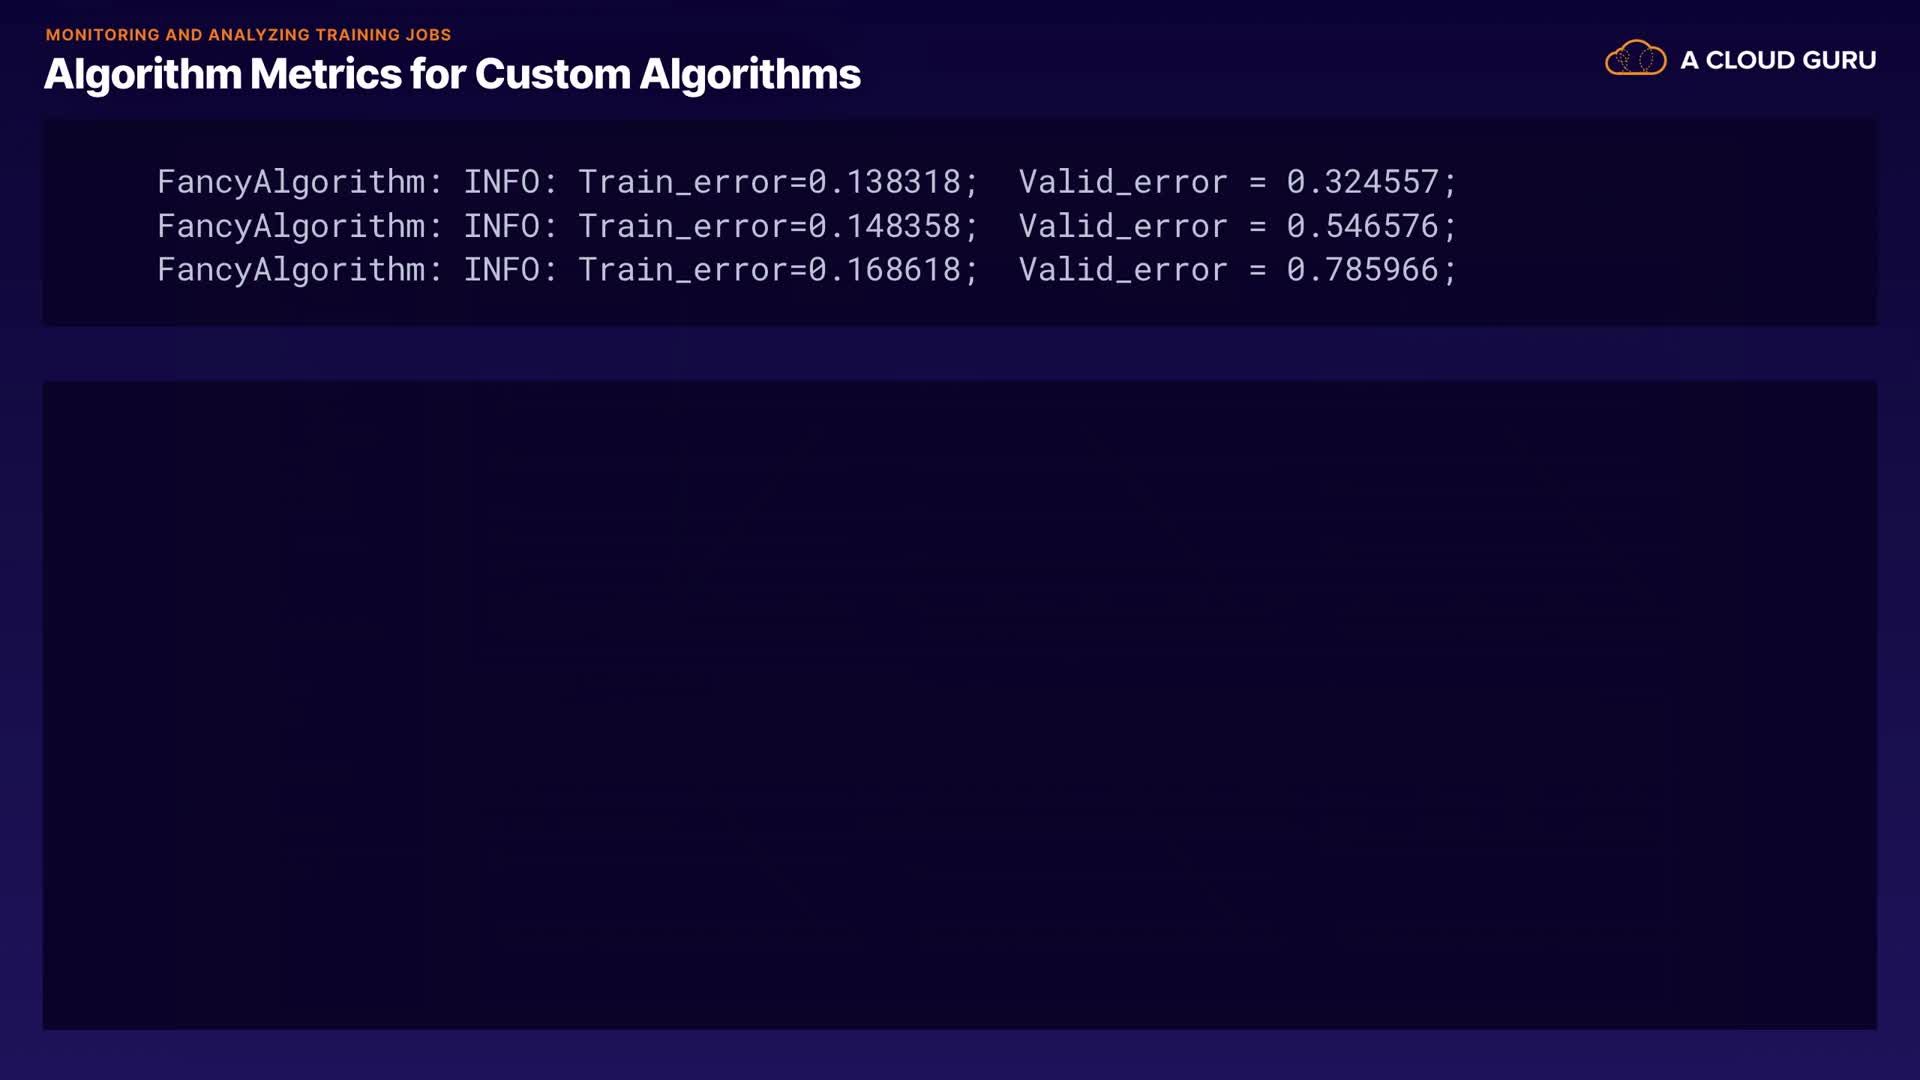 MONITORING AND ANALYZING TRAINING JOBS
Algorithm Metrics for Custom Algorithms
A CLOUD GURU
FancyAlgorithm: INFO: Train_error=0.138318;  Valid_error = 0.324557;
FancyAlgorithm: INFO: Train_error=0.148358;  Valid_error = 0.546576;
FancyAlgorithm: INFO: Train_error=0.168618;  Valid_error = 0.785966;